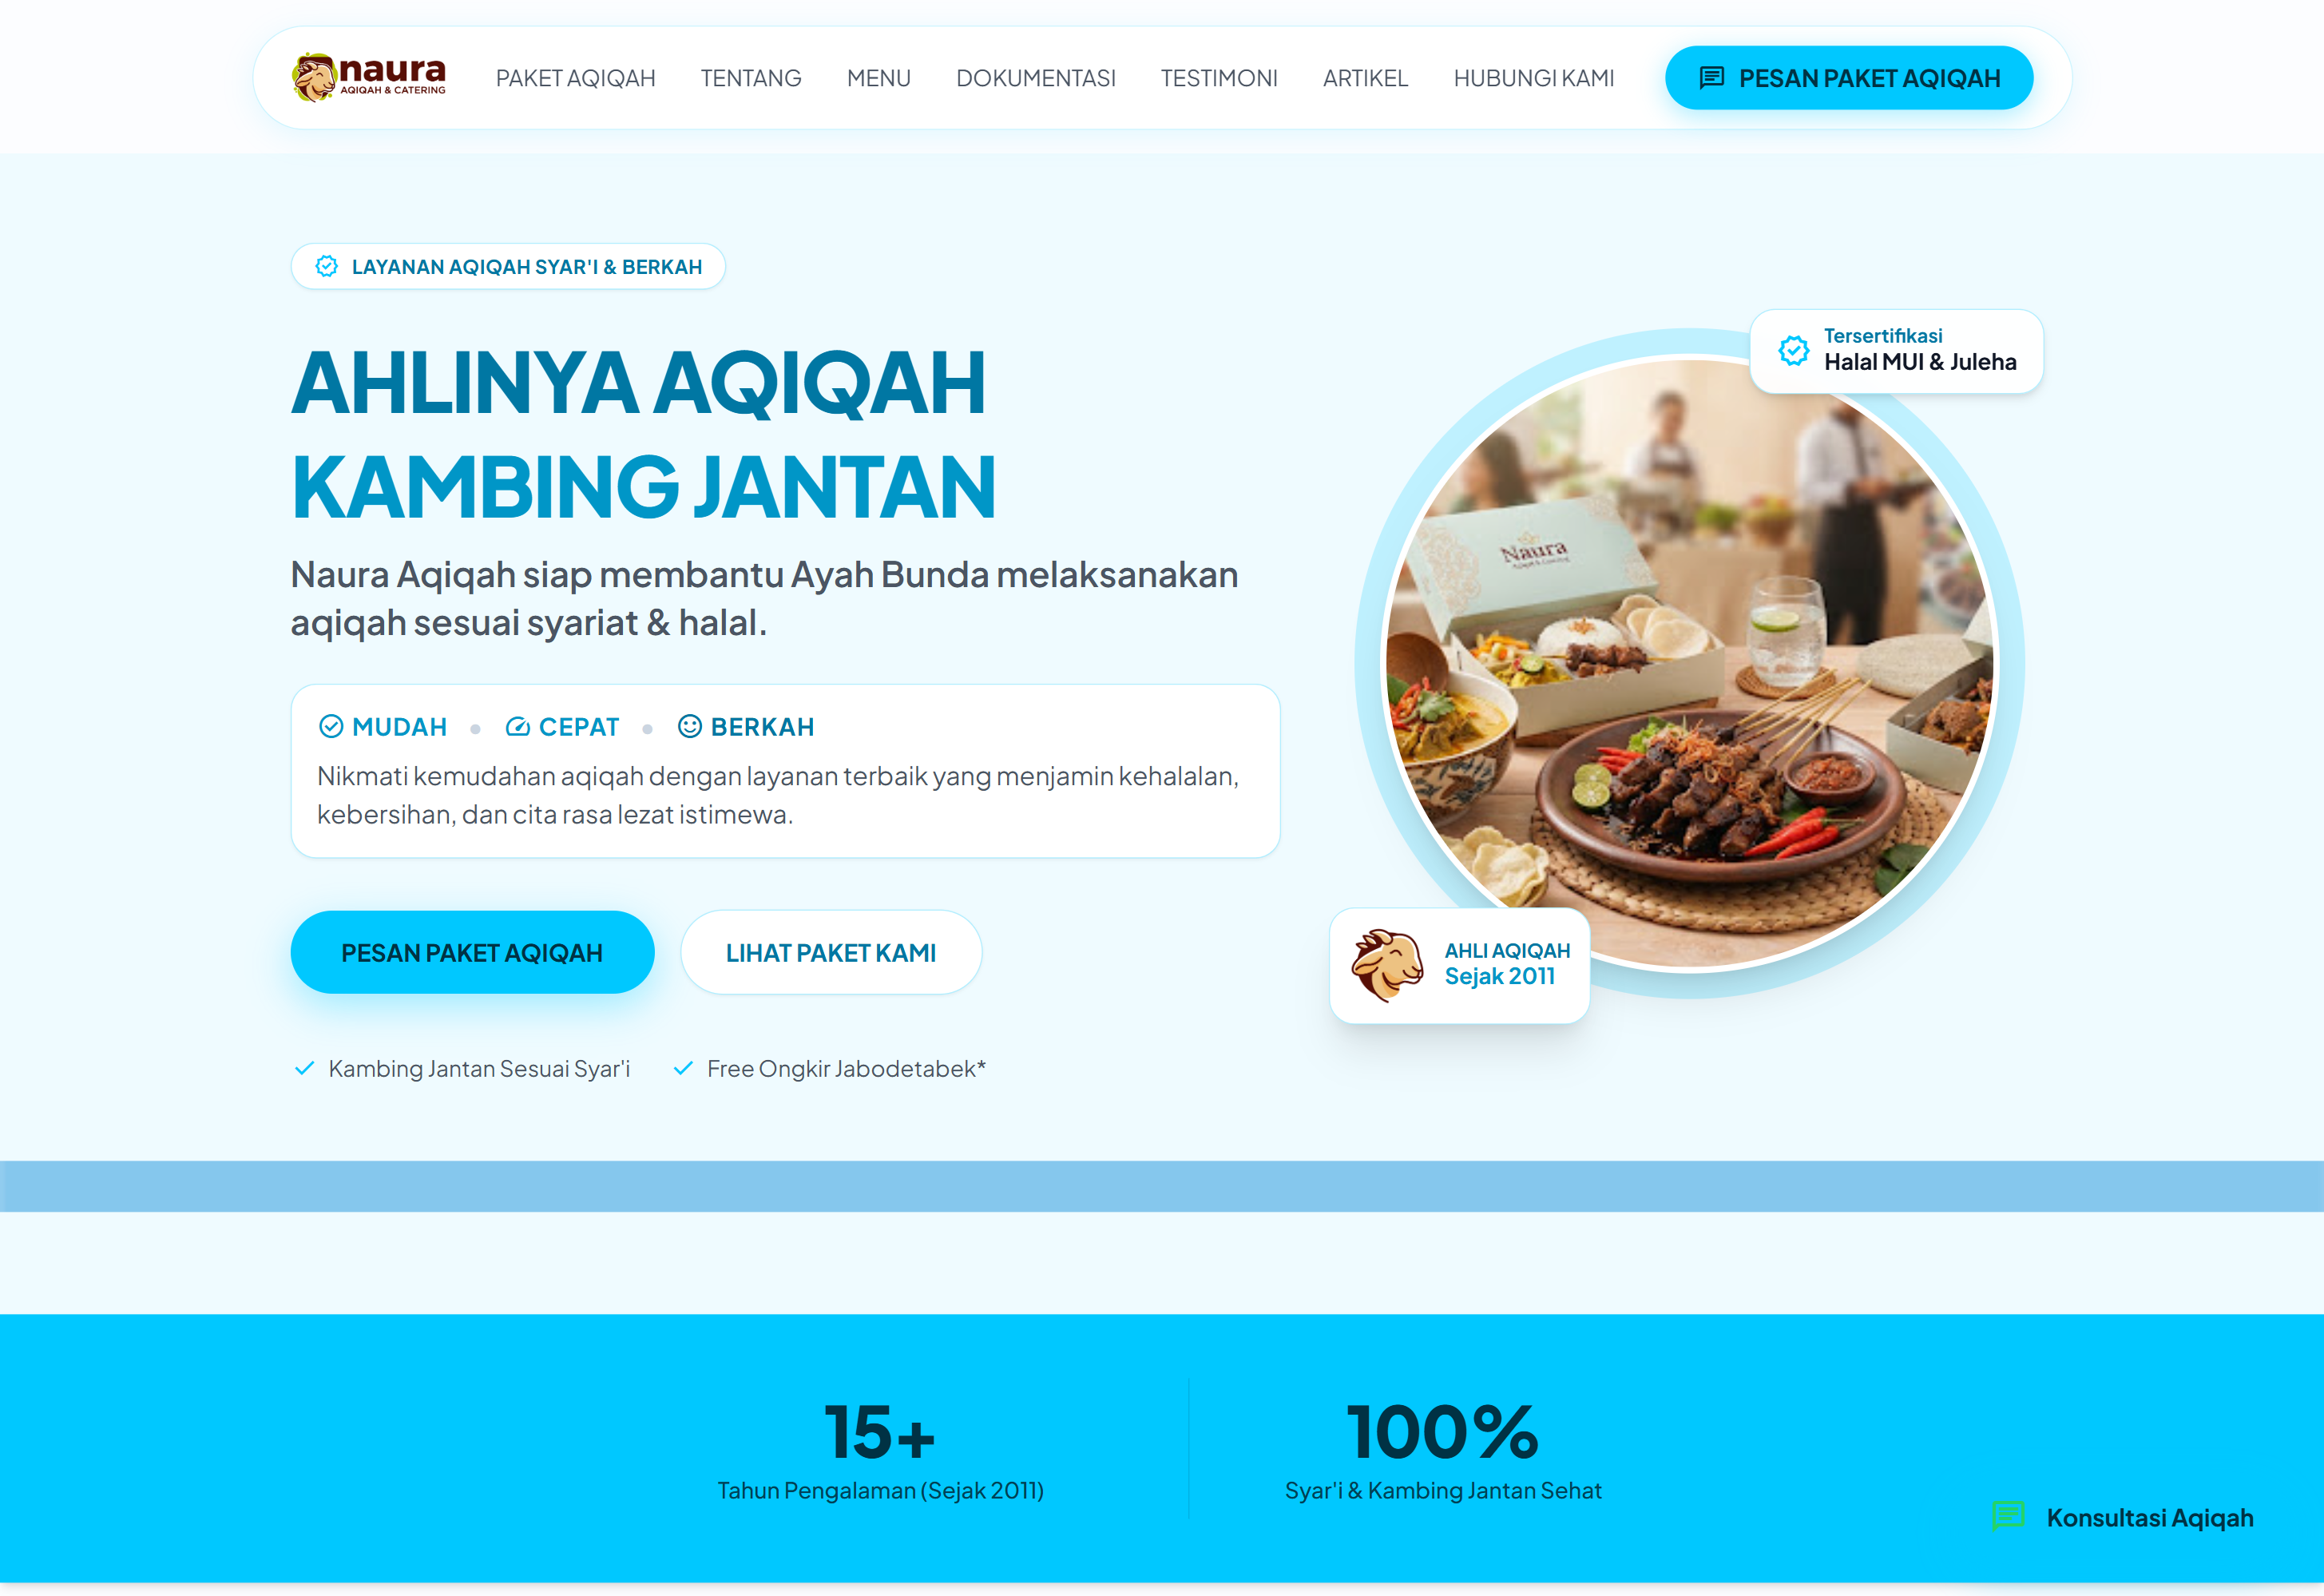 naura
AQIQAH & CATERING
PAKET AQIQAH
TENTANG
MENU
DOKUMENTASI
TESTIMONI
ARTIKEL
HUBUNGI KAMI
PESAN PAKET AQIQAH
LAYANAN AQIQAH SYAR'I & BERKAH
AHLINYA AQIQAH
KAMBING JANTAN
Naura Aqiqah siap membantu Ayah Bunda melaksanakan
aqiqah sesuai syariat & halal.
MUDAH
CEPAT
BERKAH
Nikmati kemudahan aqiqah dengan layanan terbaik yang menjamin kehalalan,
kebersihan, dan cita rasa lezat istimewa.
PESAN PAKET AQIQAH
LIHAT PAKET KAMI
Kambing Jantan Sesuai Syar'i
Free Ongkir Jabodetabek*
Tersertifikasi
Halal MUI & Juleha
Naura
AHLI AQIQAH
Sejak 2011
15+
Tahun Pengalaman (Sejak 2011)
100%
Syar'i & Kambing Jantan Sehat
Konsultasi Aqiqah